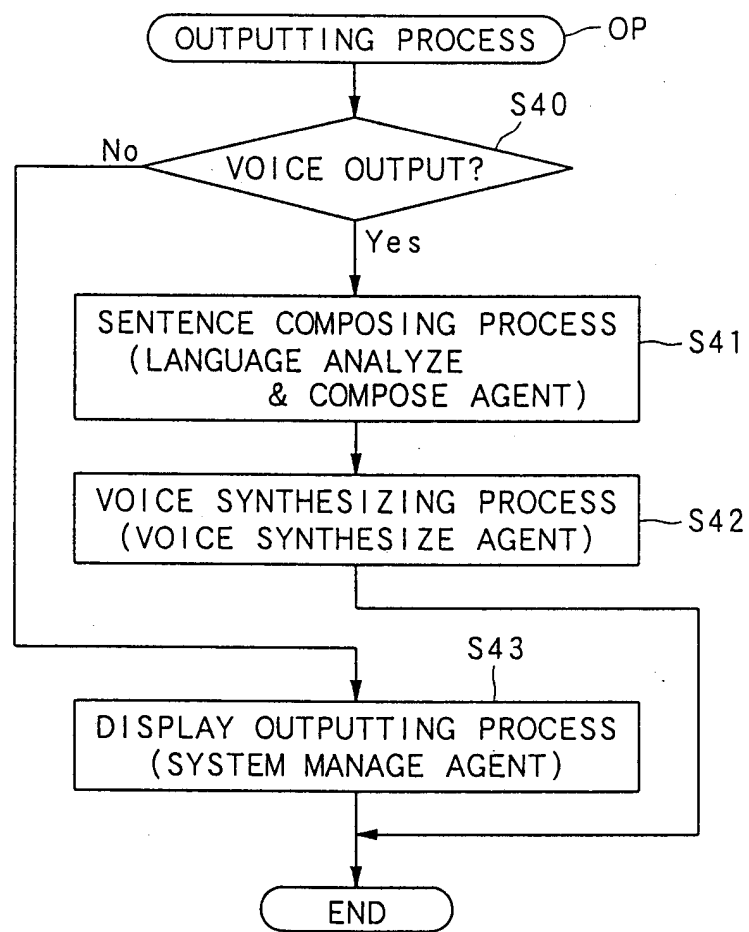 OUTPUTTING PROCESS
OP
S40
No
VOICE OUTPUT?
Yes
SENTENCE COMPOSING PROCESS
(LANGUAGE ANALYZE
& COMPOSE AGENT)
S41
VOICE SYNTHESIZING PROCESS
(VOICE SYNTHESIZE AGENT)
S42
S43
DISPLAY OUTPUTTING PROCESS
(SYSTEM MANAGE AGENT)
END